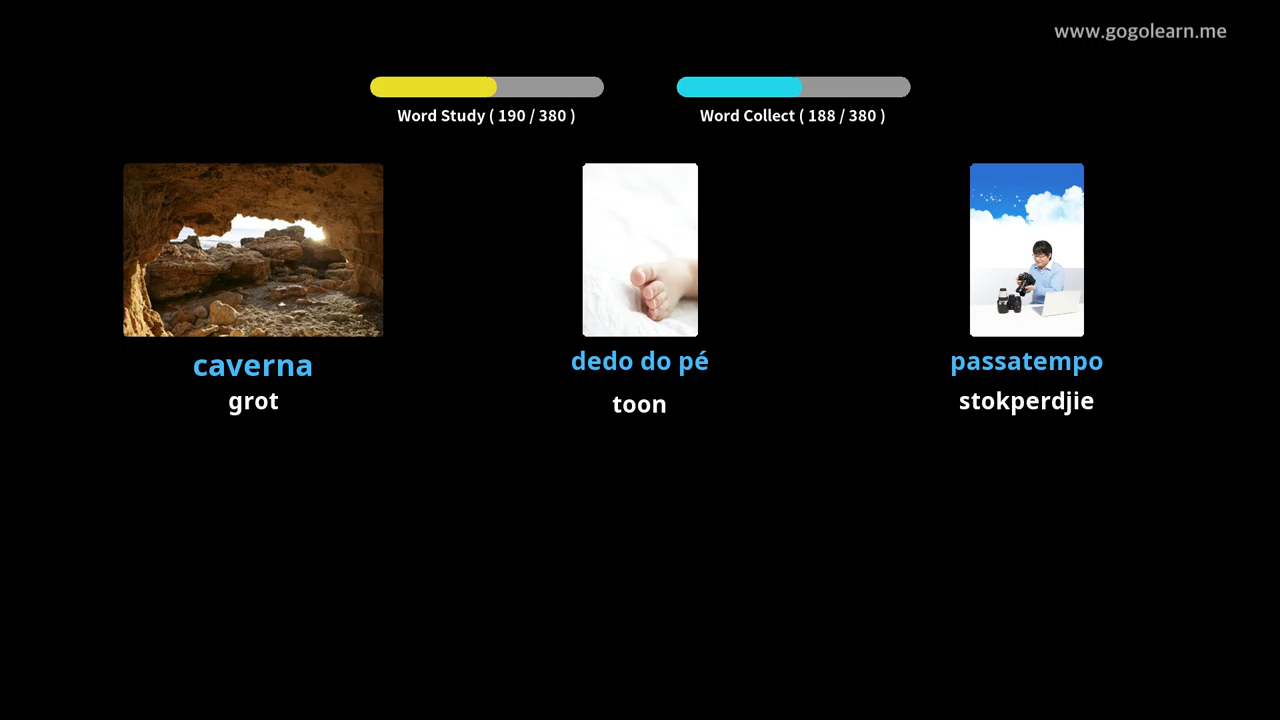 www.gogolearn.me
Word Study ( 190 / 380 )
Word Collect ( 188 / 380 )
caverna
grot
dedo do pé
toon
passatempo
stokperdjie